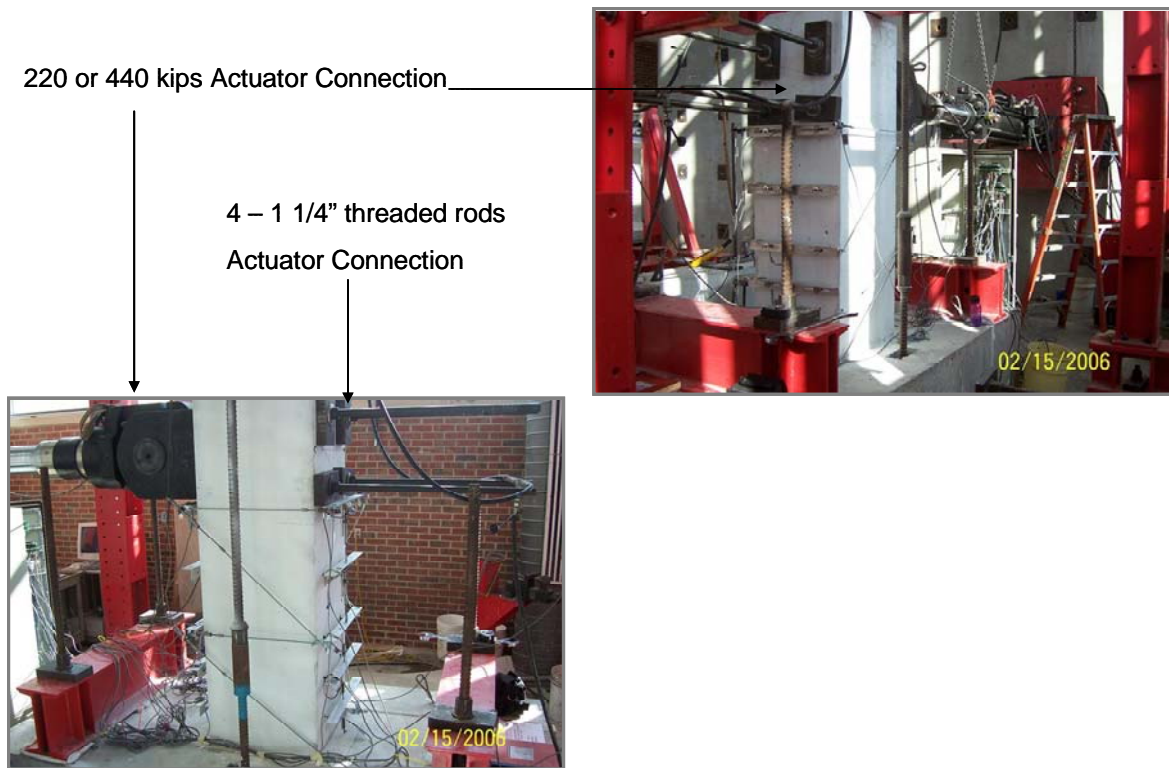 220 or 440 kips Actuator Connection
4 – 1 1/4” threaded rods
Actuator Connection
02/15/2006
02/15/2006